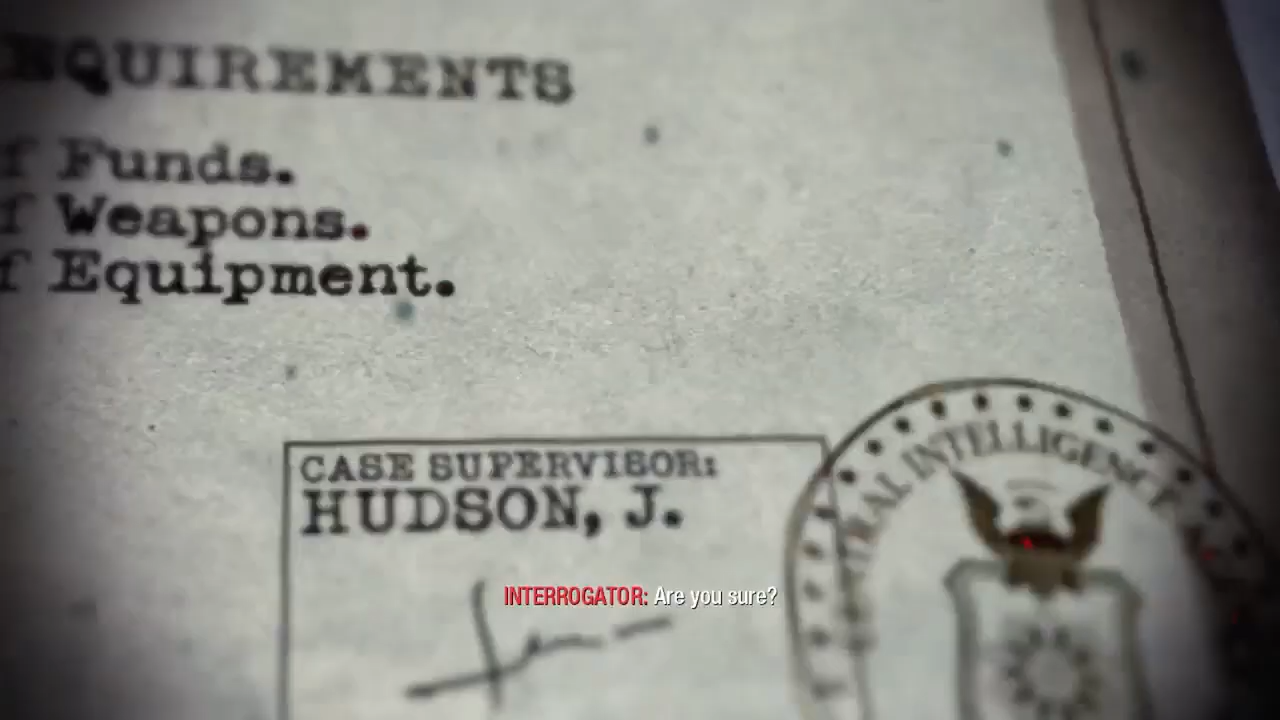 EQUIREMENTS
f Funds.
f Weapons.
f Equipment.
CASE SUPERVISOR:
HUDSON, J.
INTERROGATOR: Are you sure?
INTELLIGENCE